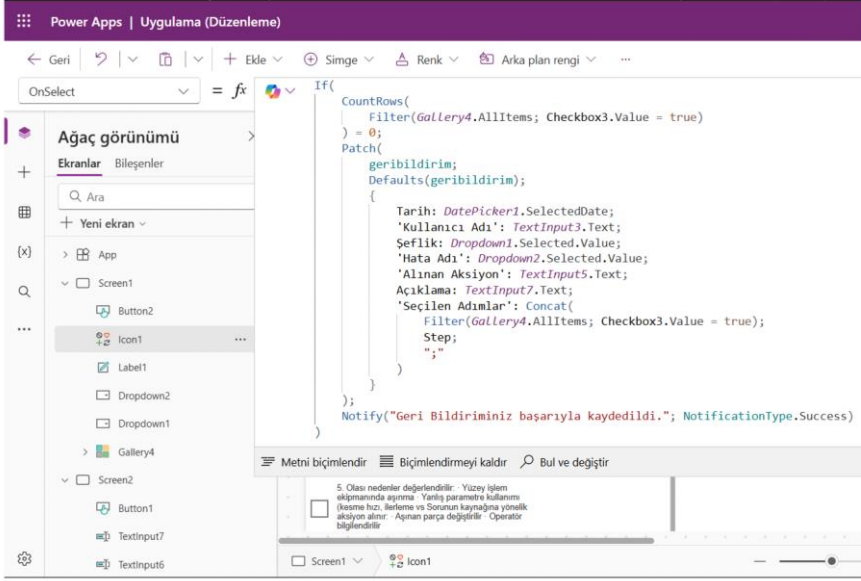 Power Apps | Uygulama (Düzenleme)
Geri Ekle Simge Renk Arka plan rengi ...
OnSelect = fx
If(
CountRows(
Filter(Gallery4.AllItems; Checkbox3.Value = true)
) = 0;
Patch(
geribildirim;
Defaults(geribildirim);
{
Tarih: DatePicker1.SelectedDate;
'Kullanıcı Adı': TextInput3.Text;
Şeflik: Dropdown1.Selected.Value;
'Hata Adı': Dropdown2.Selected.Value;
'Alınan Aksiyon': TextInput5.Text;
Açıklama: TextInput7.Text;
'Seçilen Adımlar': Concat(
Filter(Gallery4.AllItems; Checkbox3.Value = true);
Step;
";"
)
}
);
Notify("Geri Bildiriminiz başarıyla kaydedildi."; NotificationType.Success)
)
Metni biçimlendir Biçimlendirmeyi kaldır Bul ve değiştir
Ağaç görünümü
Ekranlar Bileşenler
Ara
Yeni ekran
App
Screen1
Button2
Icon1 ...
Label1
Dropdown2
Dropdown1
Gallery4
Screen2
Button1
TextInput7
TextInput6
5. Olası nedenler değerlendirilir: - Yüzey işlem
ekipmanında aşınma - Yanlış parametre kullanımı
(kesme hızı, ilerleme vs Sorunun kaynağına yönelik
aksiyon alınır: - Aşınan parça değiştirilir - Operatör
bilgilendirilir
Screen1 Icon1